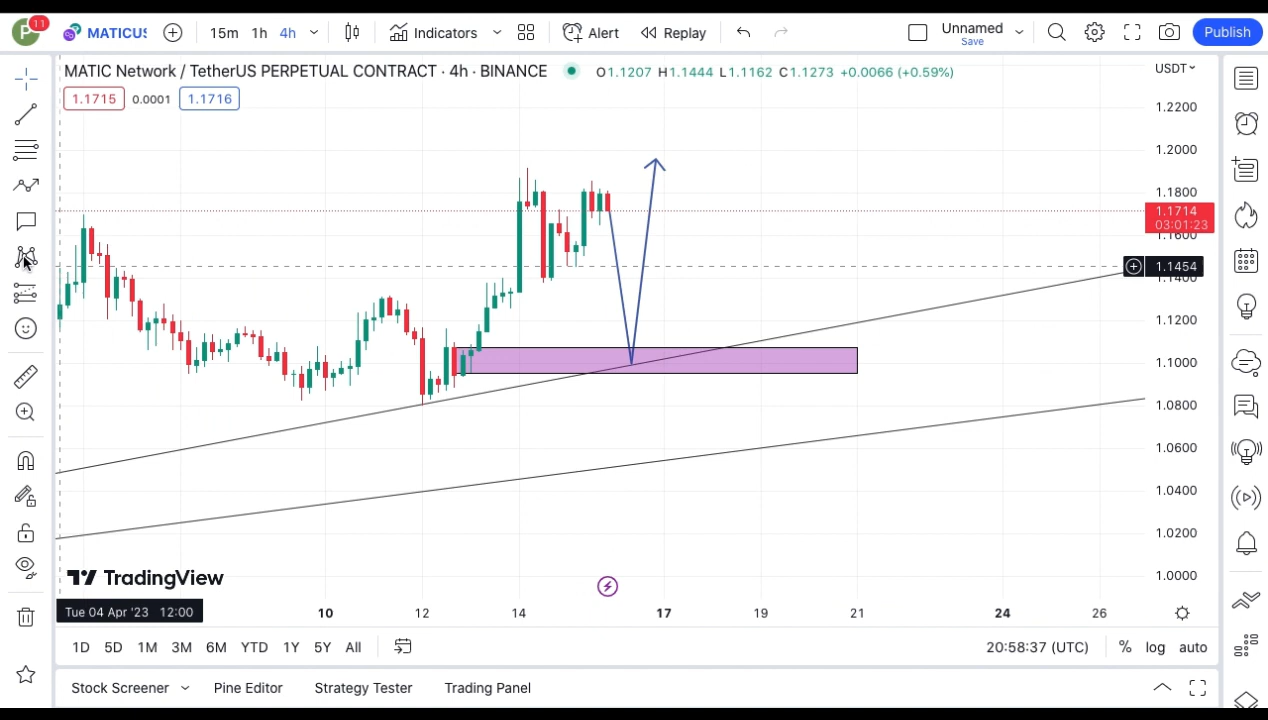 P 11 MATICUS 15m 1h 4h Indicators Alert Replay Unnamed Save Publish
MATIC Network / TetherUS PERPETUAL CONTRACT · 4h · BINANCE O1.1207 H1.1444 L1.1162 C1.1273 +0.0066 (+0.59%) USDT
1.1715 0.0001 1.1716
1.2200
1.2000
1.1800
1.1714
03:01:23
1.1600
1.1454
1.1400
1.1200
1.1000
1.0800
1.0600
1.0400
1.0200
1.0000
TradingView
Tue 04 Apr '23 12:00 10 12 14 17 19 21 24 26
1D 5D 1M 3M 6M YTD 1Y 5Y All 20:58:37 (UTC) % log auto
Stock Screener Pine Editor Strategy Tester Trading Panel